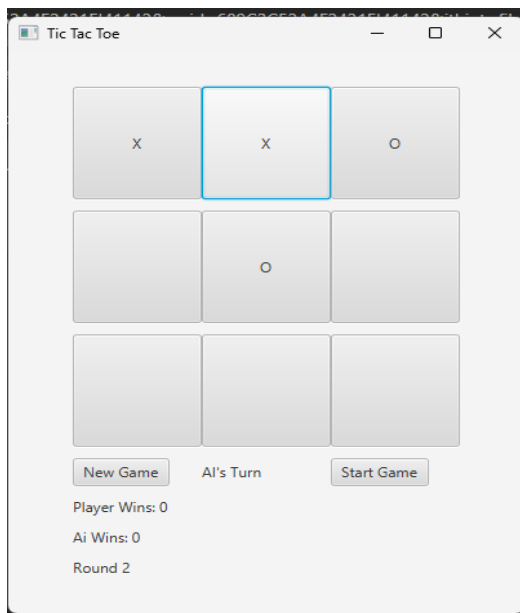 Tic Tac Toe
X X O
O
New Game AI's Turn Start Game
Player Wins: 0
Ai Wins: 0
Round 2